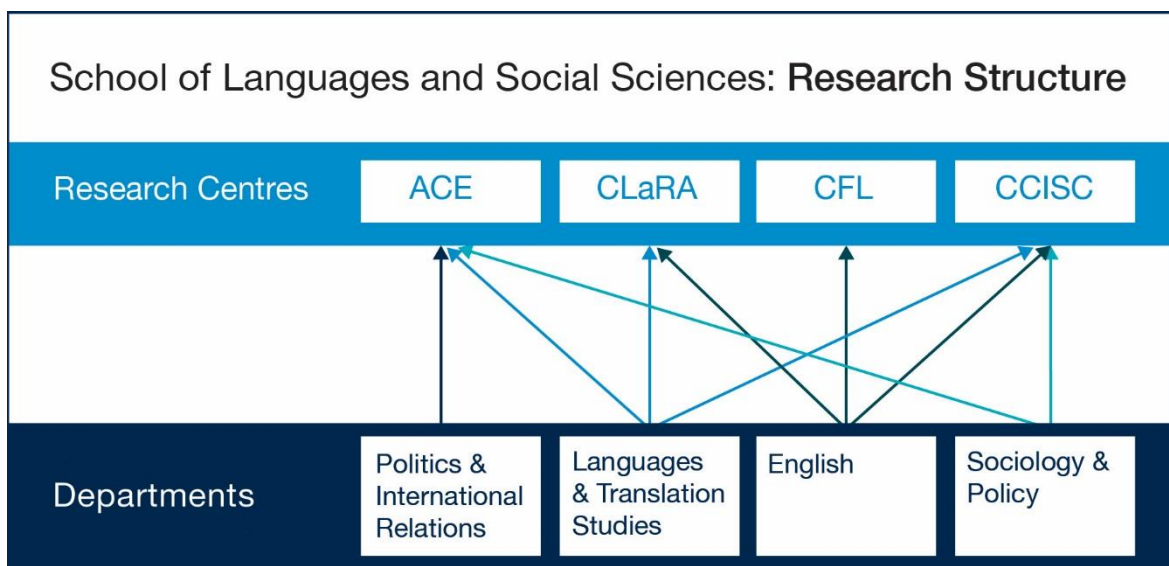 School of Languages and Social Sciences: Research Structure
Research Centres
ACE
CLaRA
CFL
CCISC
Departments
Politics &
International
Relations
Languages
& Translation
Studies
English
Sociology &
Policy